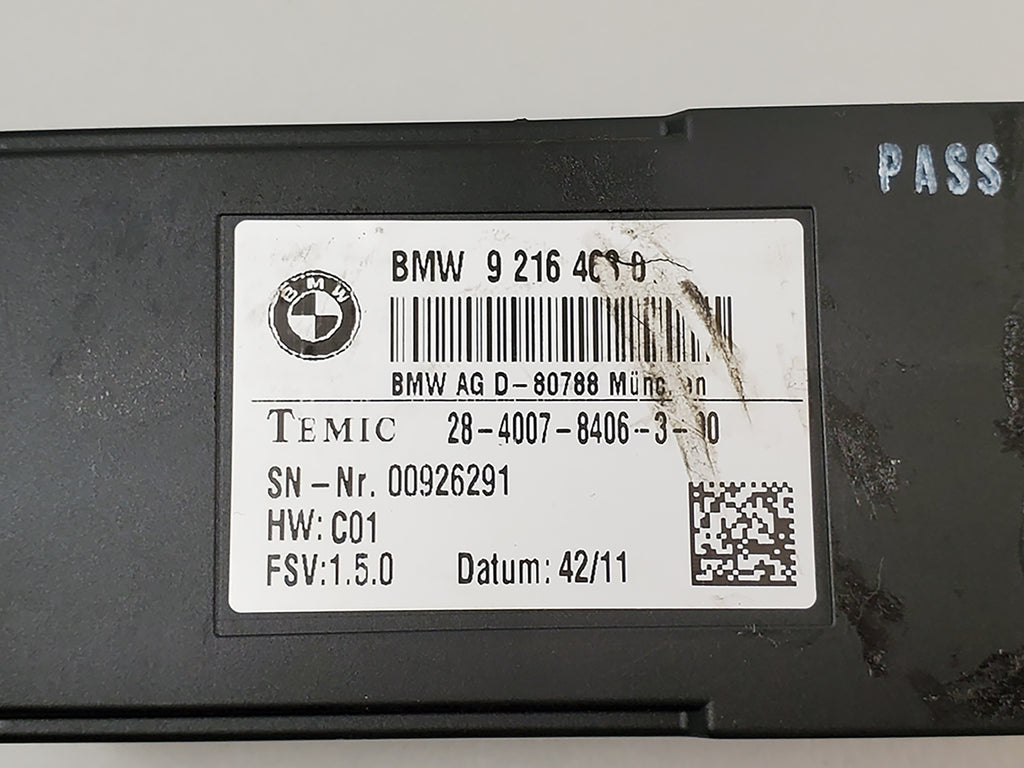 PASS
BMW 9 216
BMW
BMW AG D-80788
TEMIC 28-4007-8406-3-
SN-Nr. 00926291
HW: C01
FSV:1.5.0 Datum: 42/11